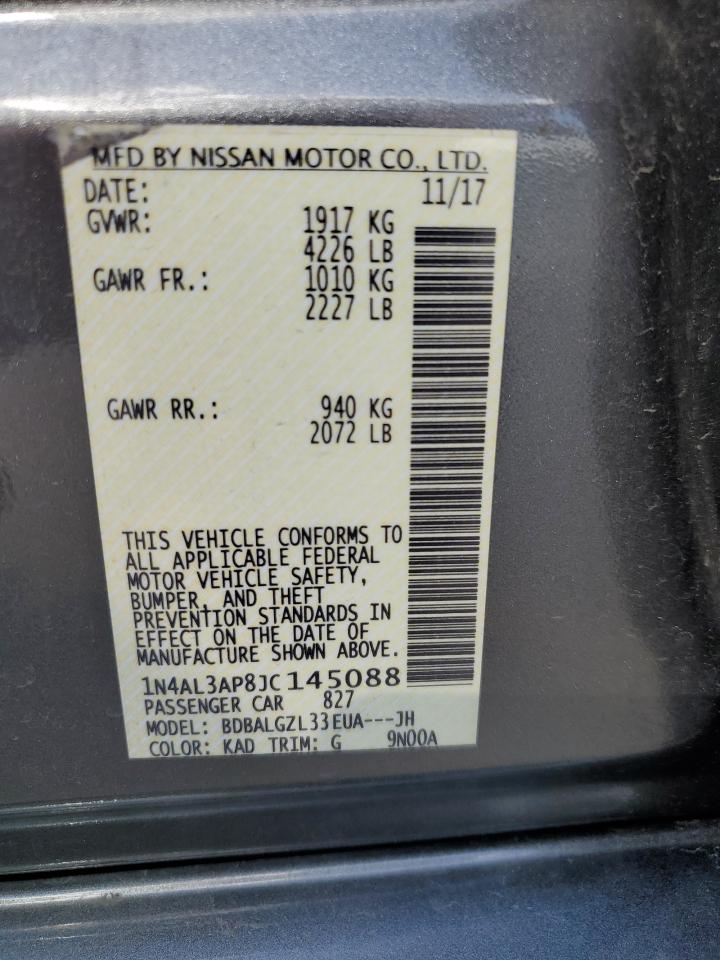 MFD BY NISSAN MOTOR CO., LTD.
DATE: 11/17
GVWR: 1917 KG
4226 LB
GAWR FR.: 1010 KG
2227 LB
GAWR RR.: 940 KG
2072 LB
THIS VEHICLE CONFORMS TO
ALL APPLICABLE FEDERAL
MOTOR VEHICLE SAFETY,
BUMPER, AND THEFT
PREVENTION STANDARDS IN
EFFECT ON THE DATE OF
MANUFACTURE SHOWN ABOVE.
1N4AL3AP8JC145088
PASSENGER CAR 827
MODEL: BDBALGZL33EUA---JH
COLOR: KAD TRIM: G 9N00A